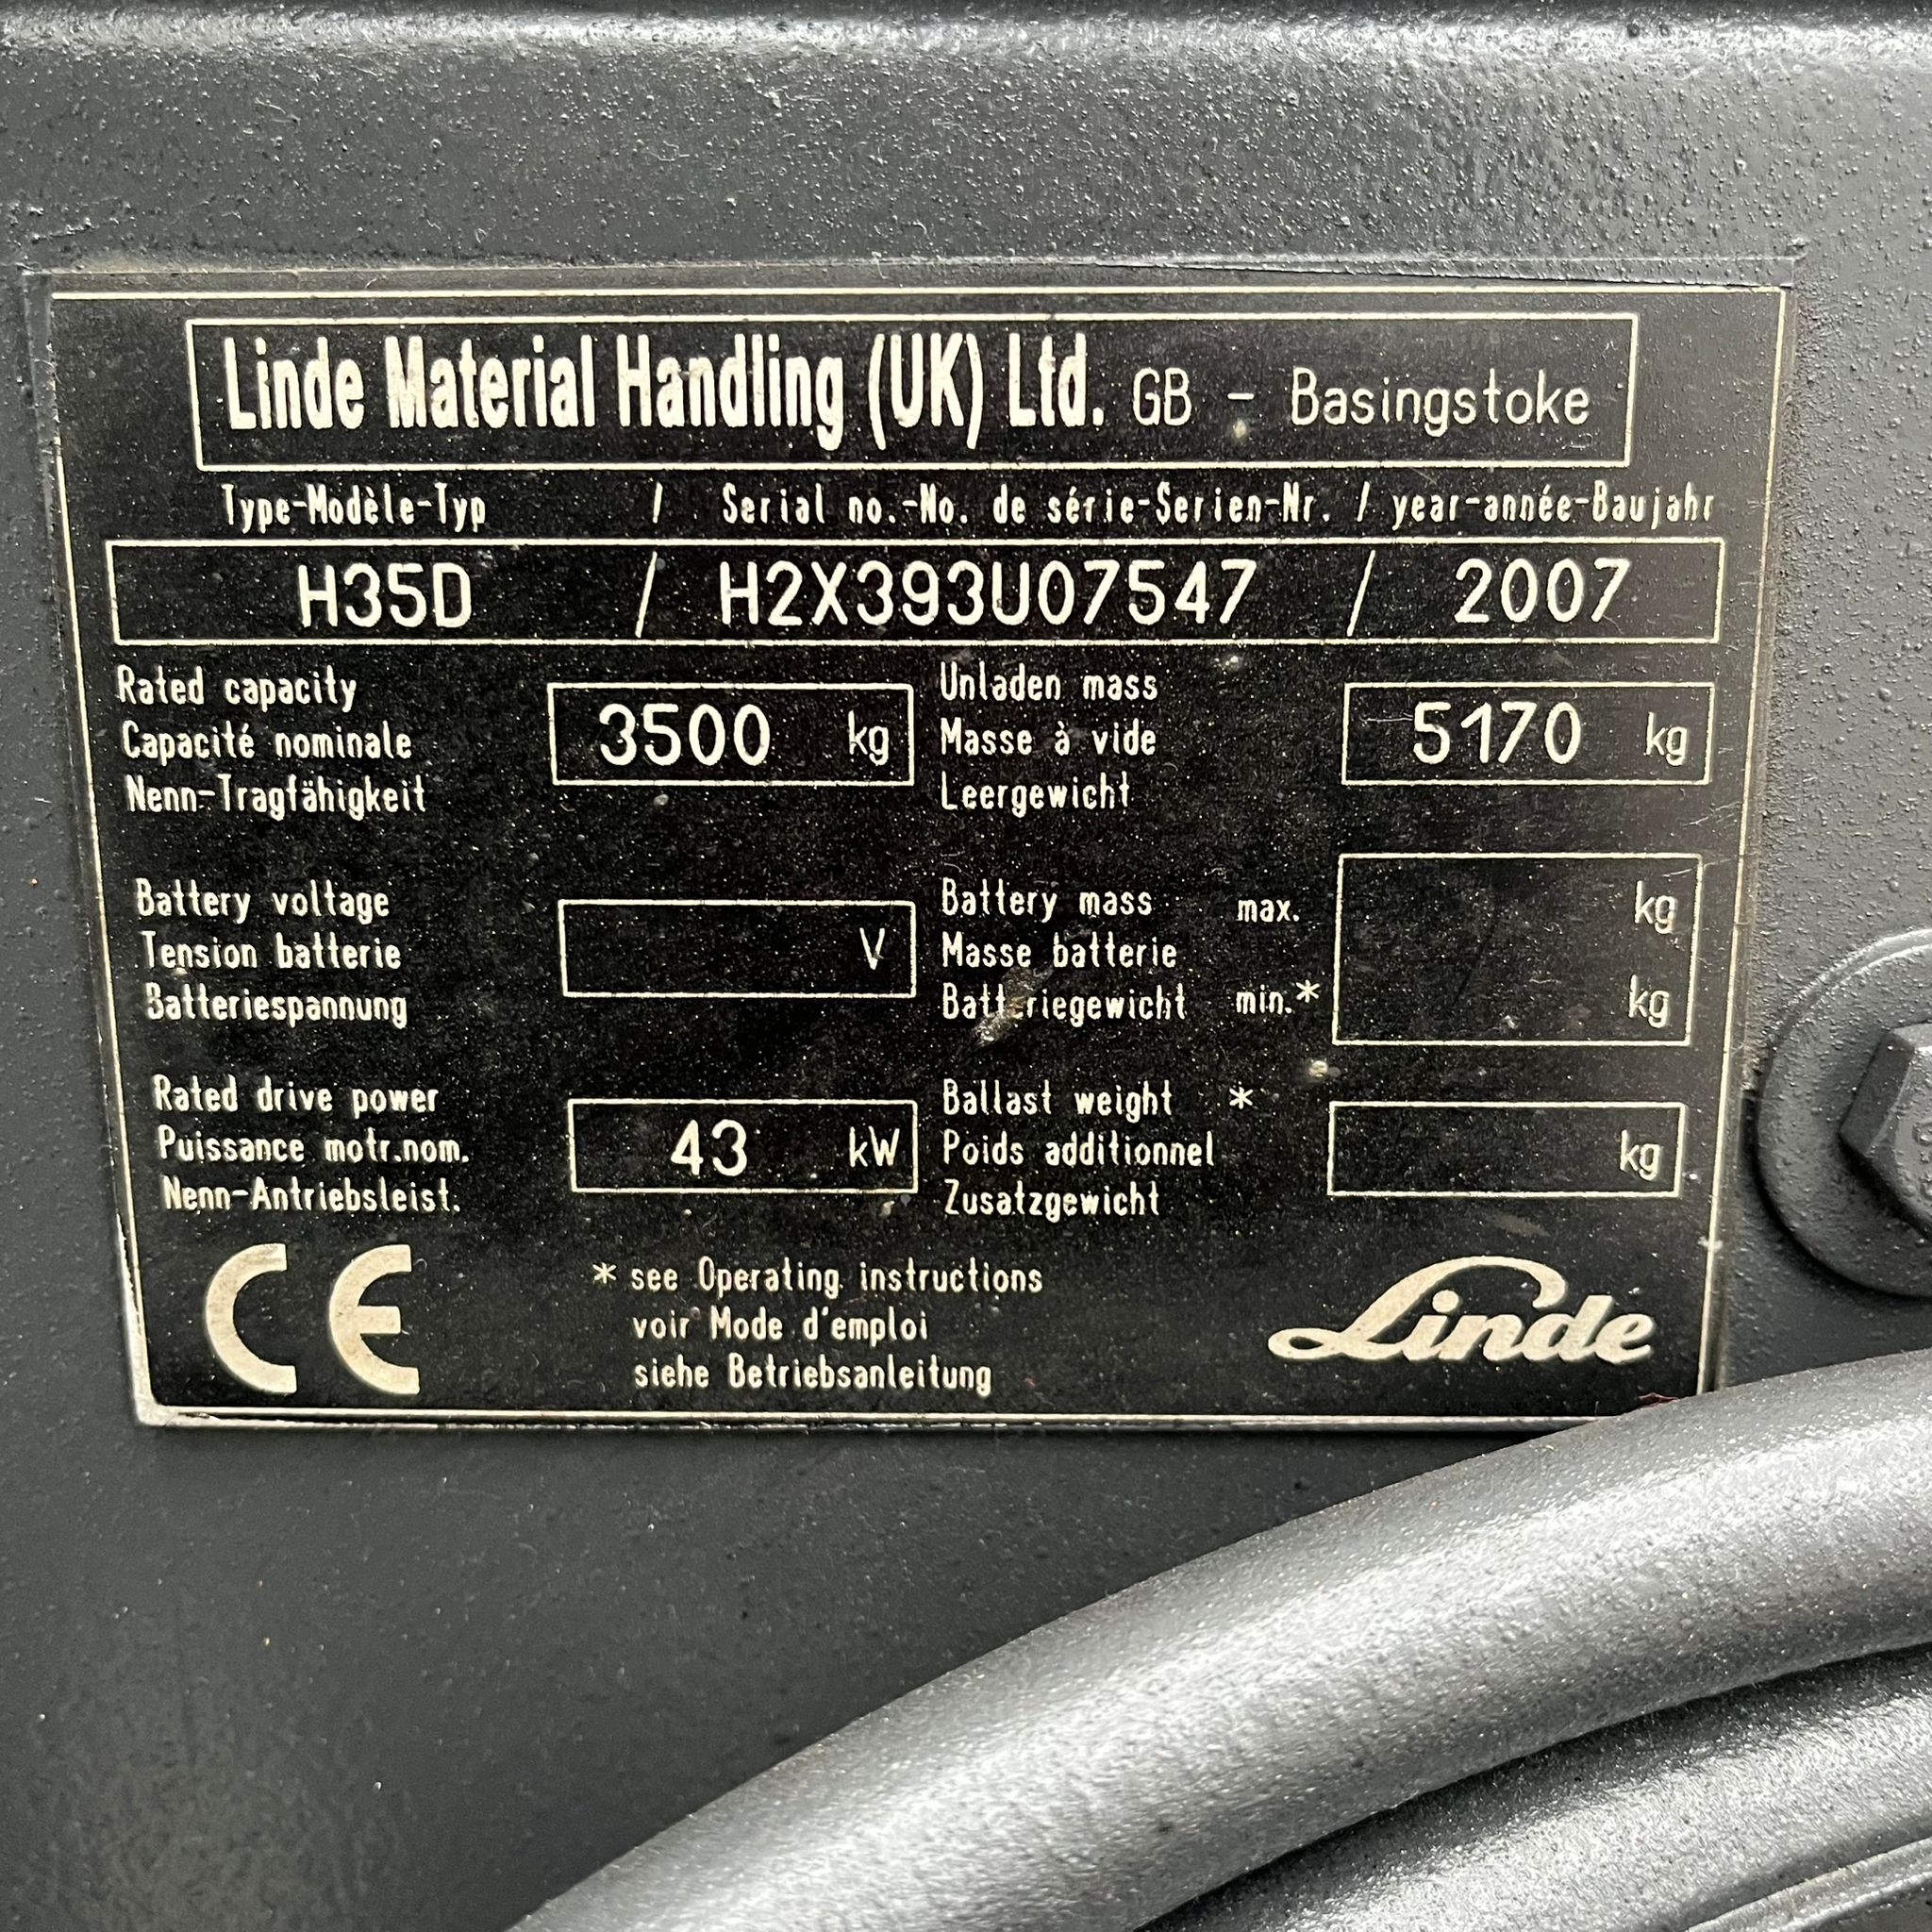 Linde Material Handling (UK) Ltd. GB - Basingstoke
Type-Modèle-Typ / Serial no.-No. de série-Serien-Nr. / year-année-Baujahr
H35D / H2X393U07547 / 2007
Rated capacity
Capacité nominale
Nenn-Tragfähigkeit
3500 kg
Unladen mass
Masse à vide
Leergewicht
5170 kg
Battery voltage
Tension batterie
Batteriespannung
V
Battery mass max. kg
Masse batterie
Batteriegewicht min.* kg
Rated drive power
Puissance motr.nom.
Nenn-Antriebsleist.
43 kW
Ballast weight *
Poids additionnel
Zusatzgewicht
kg
CE
* see Operating instructions
voir Mode d'emploi
siehe Betriebsanleitung
Linde